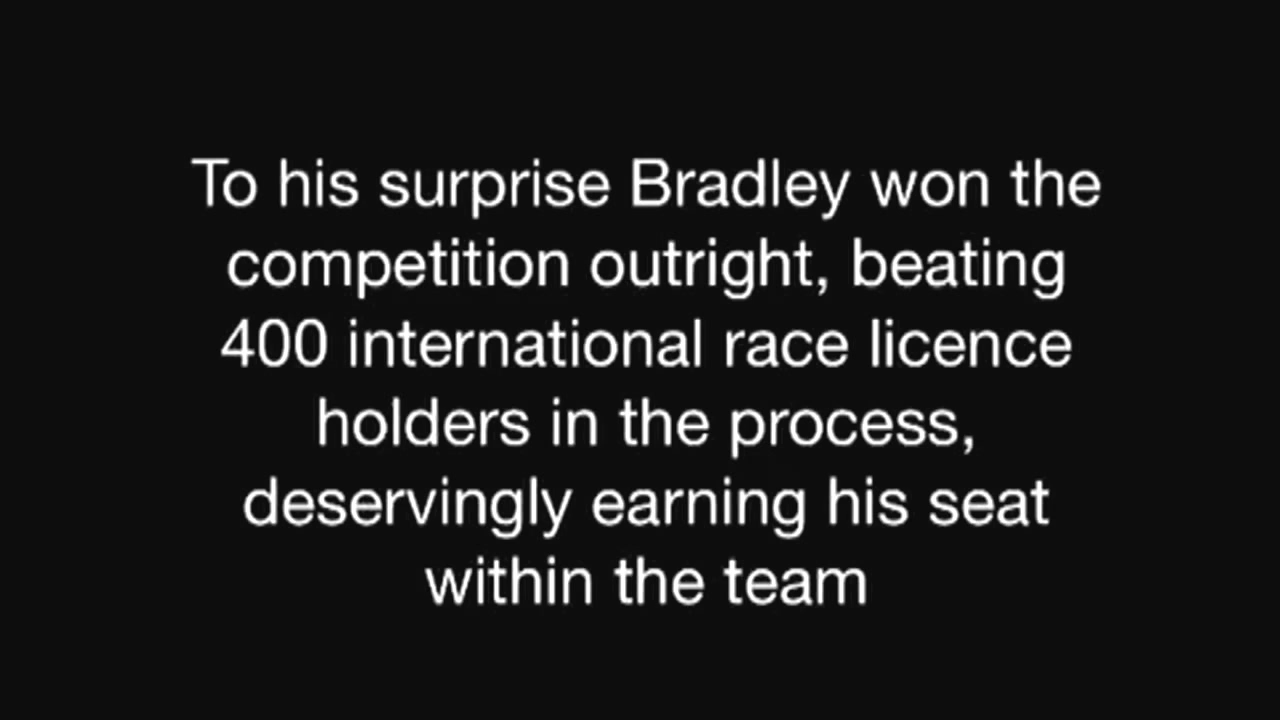 To his surprise Bradley won the
competition outright, beating
400 international race licence
holders in the process,
deservingly earning his seat
within the team